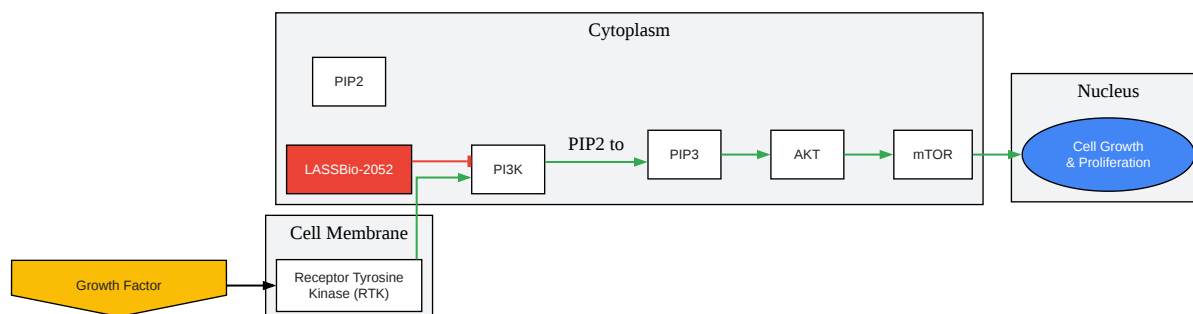 Cytoplasm
PIP2
Nucleus
PIP2 to
LASSBio-2052
PI3K
PIP3
AKT
mTOR
Cell Growth
& Proliferation
Cell Membrane
Growth Factor
Receptor Tyrosine
Kinase (RTK)